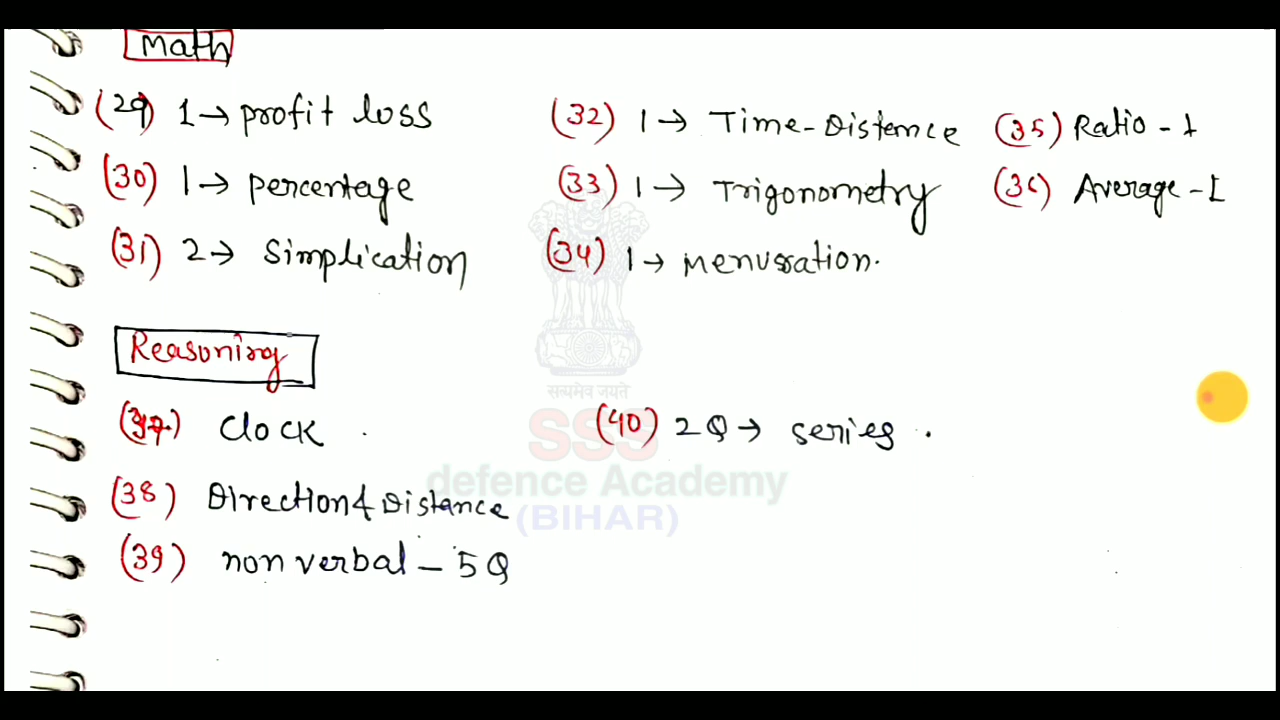 Math
(29) 1→ profit loss
(30) 1→ percentage
(31) 2→ Simplication
(32) 1→ Time-Distence
(33) 1→ Trigonometry
(34) 1→ Menusration.
(35) Ratio - 1
(36) Average - 1
Reasoning
(37) Clock
(38) Direction & Distance
(39) non verbal - 5Q
(40) 2Q→ series.
सत्यमेव जयते
SSS
defence Academy
(BIHAR)